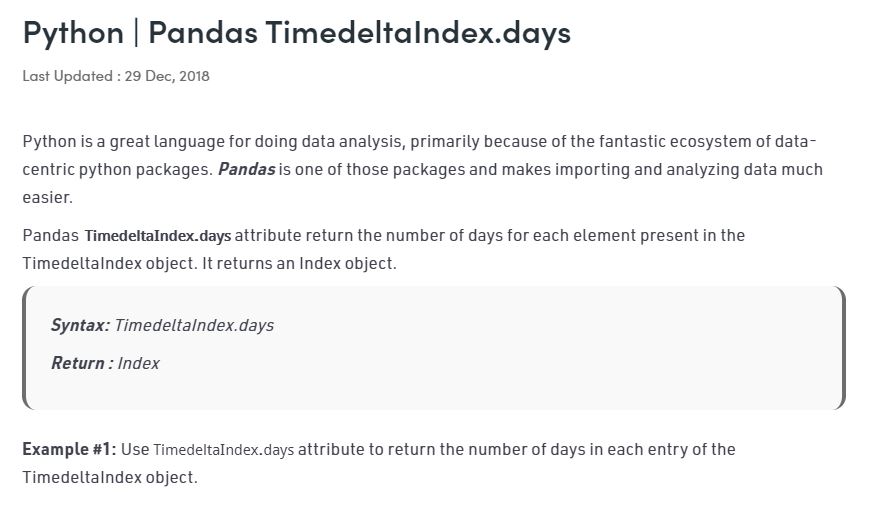 Python | Pandas TimedeltaIndex.days
Last Updated : 29 Dec, 2018
Python is a great language for doing data analysis, primarily because of the fantastic ecosystem of data-
centric python packages. Pandas is one of those packages and makes importing and analyzing data much
easier.
Pandas TimedeltaIndex.days attribute return the number of days for each element present in the
TimedeltaIndex object. It returns an Index object.
Syntax: TimedeltaIndex.days
Return : Index
Example #1: Use TimedeltaIndex.days attribute to return the number of days in each entry of the
TimedeltaIndex object.